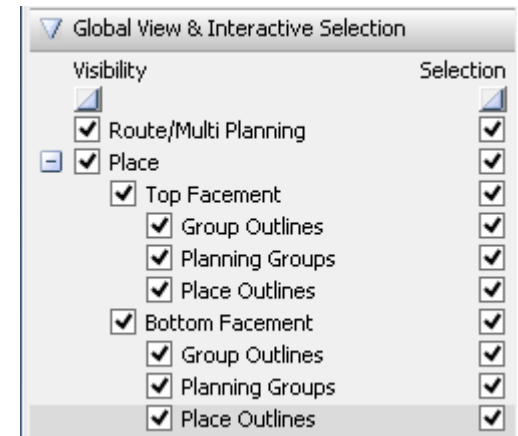 Global View & Interactive Selection
Visibility Selection
Route/Multi Planning
Place
Top Facement
Group Outlines
Planning Groups
Place Outlines
Bottom Facement
Group Outlines
Planning Groups
Place Outlines